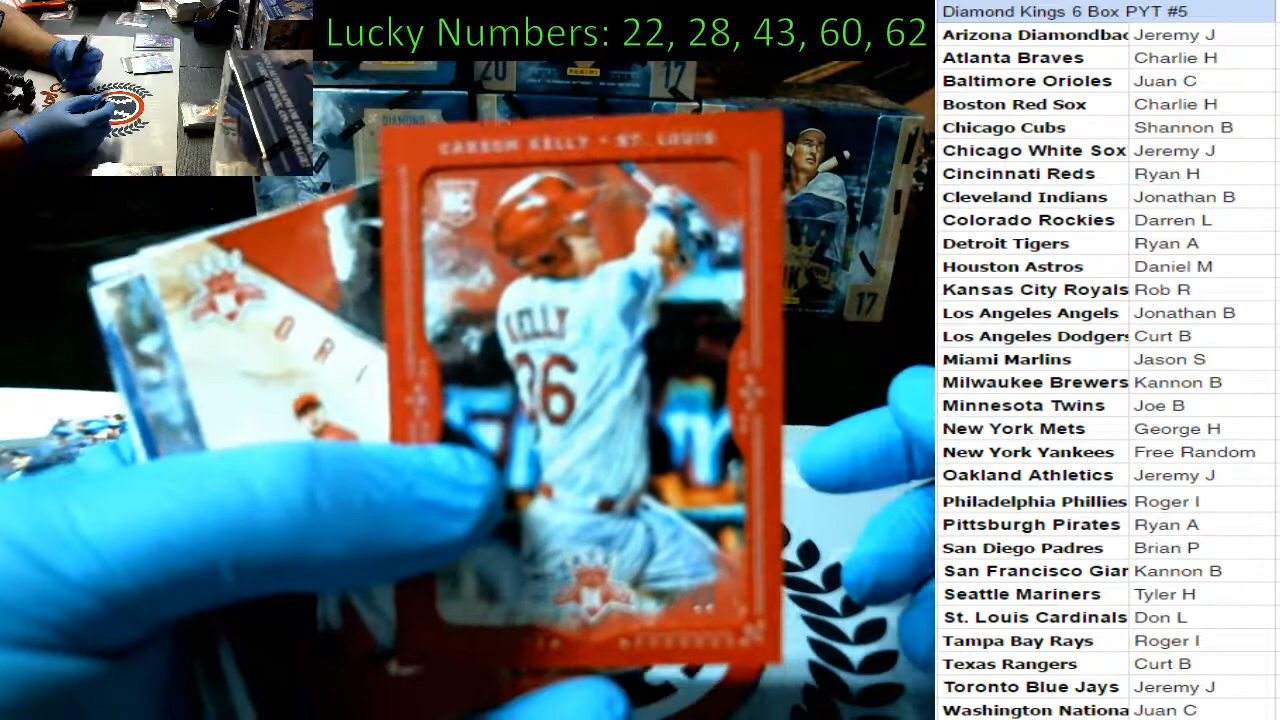 Lucky Numbers: 22, 28, 43, 60, 62
20
17
DIAMOND
CARSON KELLY • ST. LOUIS
KELLY
36
O R I
17
Diamond Kings 6 Box PYT #5
Arizona Diamondbac Jeremy J
Atlanta Braves Charlie H
Baltimore Orioles Juan C
Boston Red Sox Charlie H
Chicago Cubs Shannon B
Chicago White Sox Jeremy J
Cincinnati Reds Ryan H
Cleveland Indians Jonathan B
Colorado Rockies Darren L
Detroit Tigers Ryan A
Houston Astros Daniel M
Kansas City Royals Rob R
Los Angeles Angels Jonathan B
Los Angeles Dodgers Curt B
Miami Marlins Jason S
Milwaukee Brewers Kannon B
Minnesota Twins Joe B
New York Mets George H
New York Yankees Free Random
Oakland Athletics Jeremy J
Philadelphia Phillies Roger I
Pittsburgh Pirates Ryan A
San Diego Padres Brian P
San Francisco Giar Kannon B
Seattle Mariners Tyler H
St. Louis Cardinals Don L
Tampa Bay Rays Roger I
Texas Rangers Curt B
Toronto Blue Jays Jeremy J
Washington Nationa Juan C